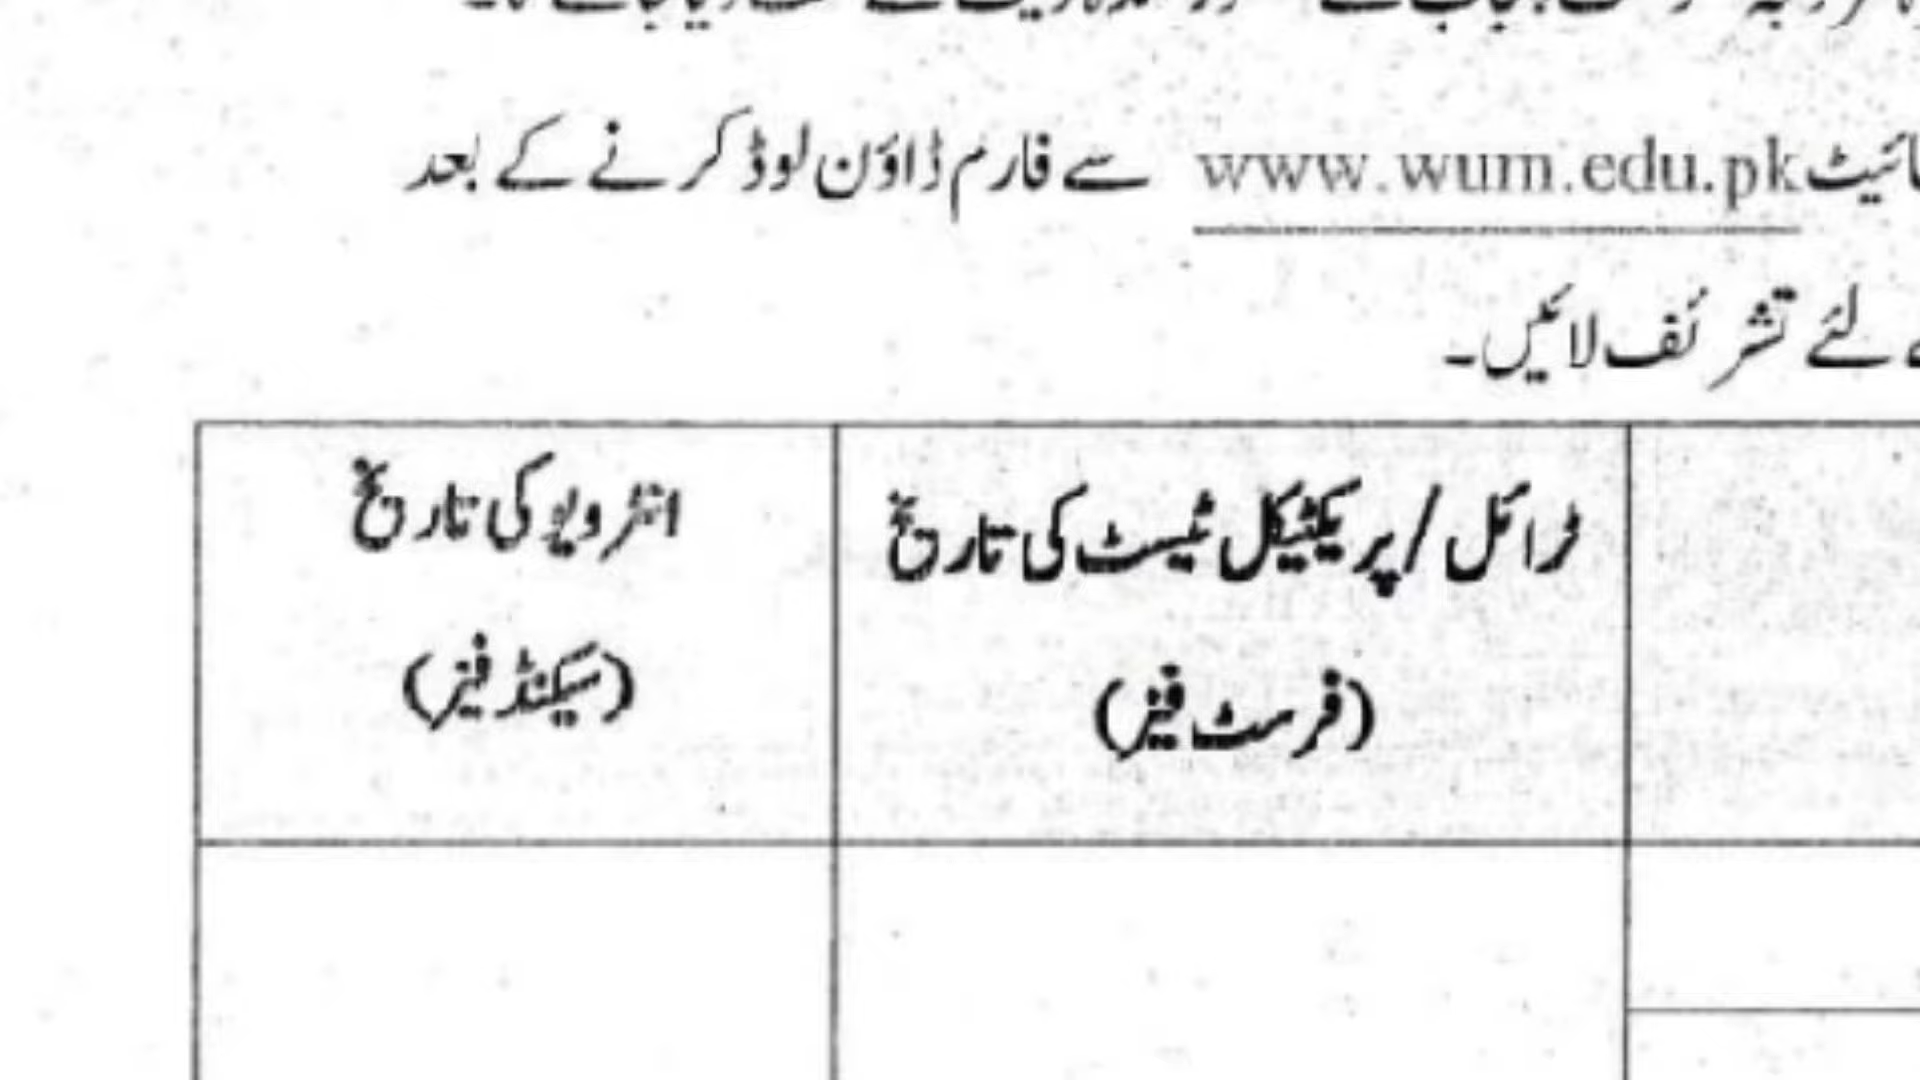 www.wum.edu.pk سے فارم ڈاؤن لوڈ کرنے کے بعد
لئے تشریف لائیں۔
ٹرائل / پریکٹیکل ٹیسٹ کی تاریخ
(فرسٹ فیز)
انٹرویو کی تاریخ
(سیکنڈ فیز)